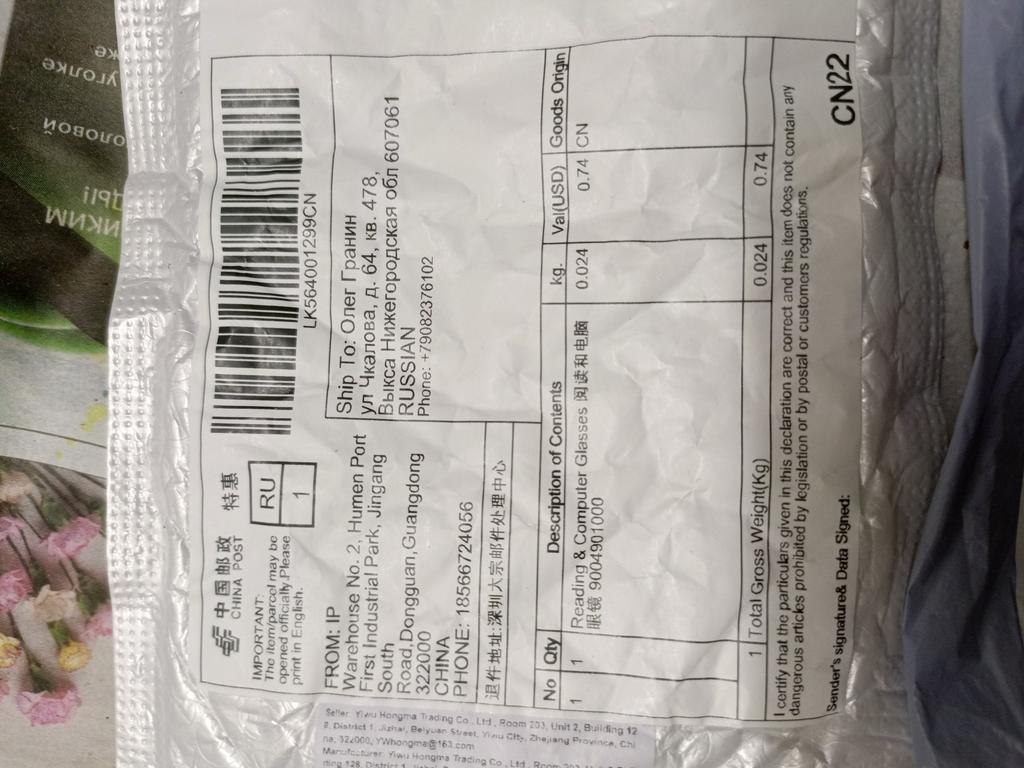 中国邮政 特惠
CHINA POST
IMPORTANT:
The item/parcel may be
opened officially.Please
print in English.
RU
1
LK564001299CN
FROM: IP
Warehouse No. 2, Humen Port
First Industrial Park, Jingang
South
Road,Dongguan,Guangdong
322000
CHINA
PHONE: 18566724056
退件地址:深圳大宗邮件处理中心
Ship To: Олег Гранин
ул Чкалова, д. 64, кв. 478,
Выкса Нижегородская обл 607061
RUSSIAN
Phone: +79082376102
No Qty Description of Contents kg. Val(USD) Goods Origin
1 1 Reading & Computer Glasses 阅读和电脑 0.024 0.74 CN
眼镜 9004901000
1 Total Gross Weight(Kg) 0.024 0.74
I certify that the particulars given in this declaration are correct and this item does not contain any
dangerous articles prohibited by legislation or by postal or customers regulations.
Sender's signature& Data Signed:
CN22
Seller: Yiwu Hongma Trading Co., Ltd., Room 203, Unit 2, Building 12
8, District 1, Jizhai, Beiyuan Street, Yiwu City, Zhejiang Province, Chi
na, 322000, YWhongma@163.com
Manufacturer: Yiwu Hongma Trading Co., Ltd., Room 203,
ding 128, District 1,
уголке
оловой